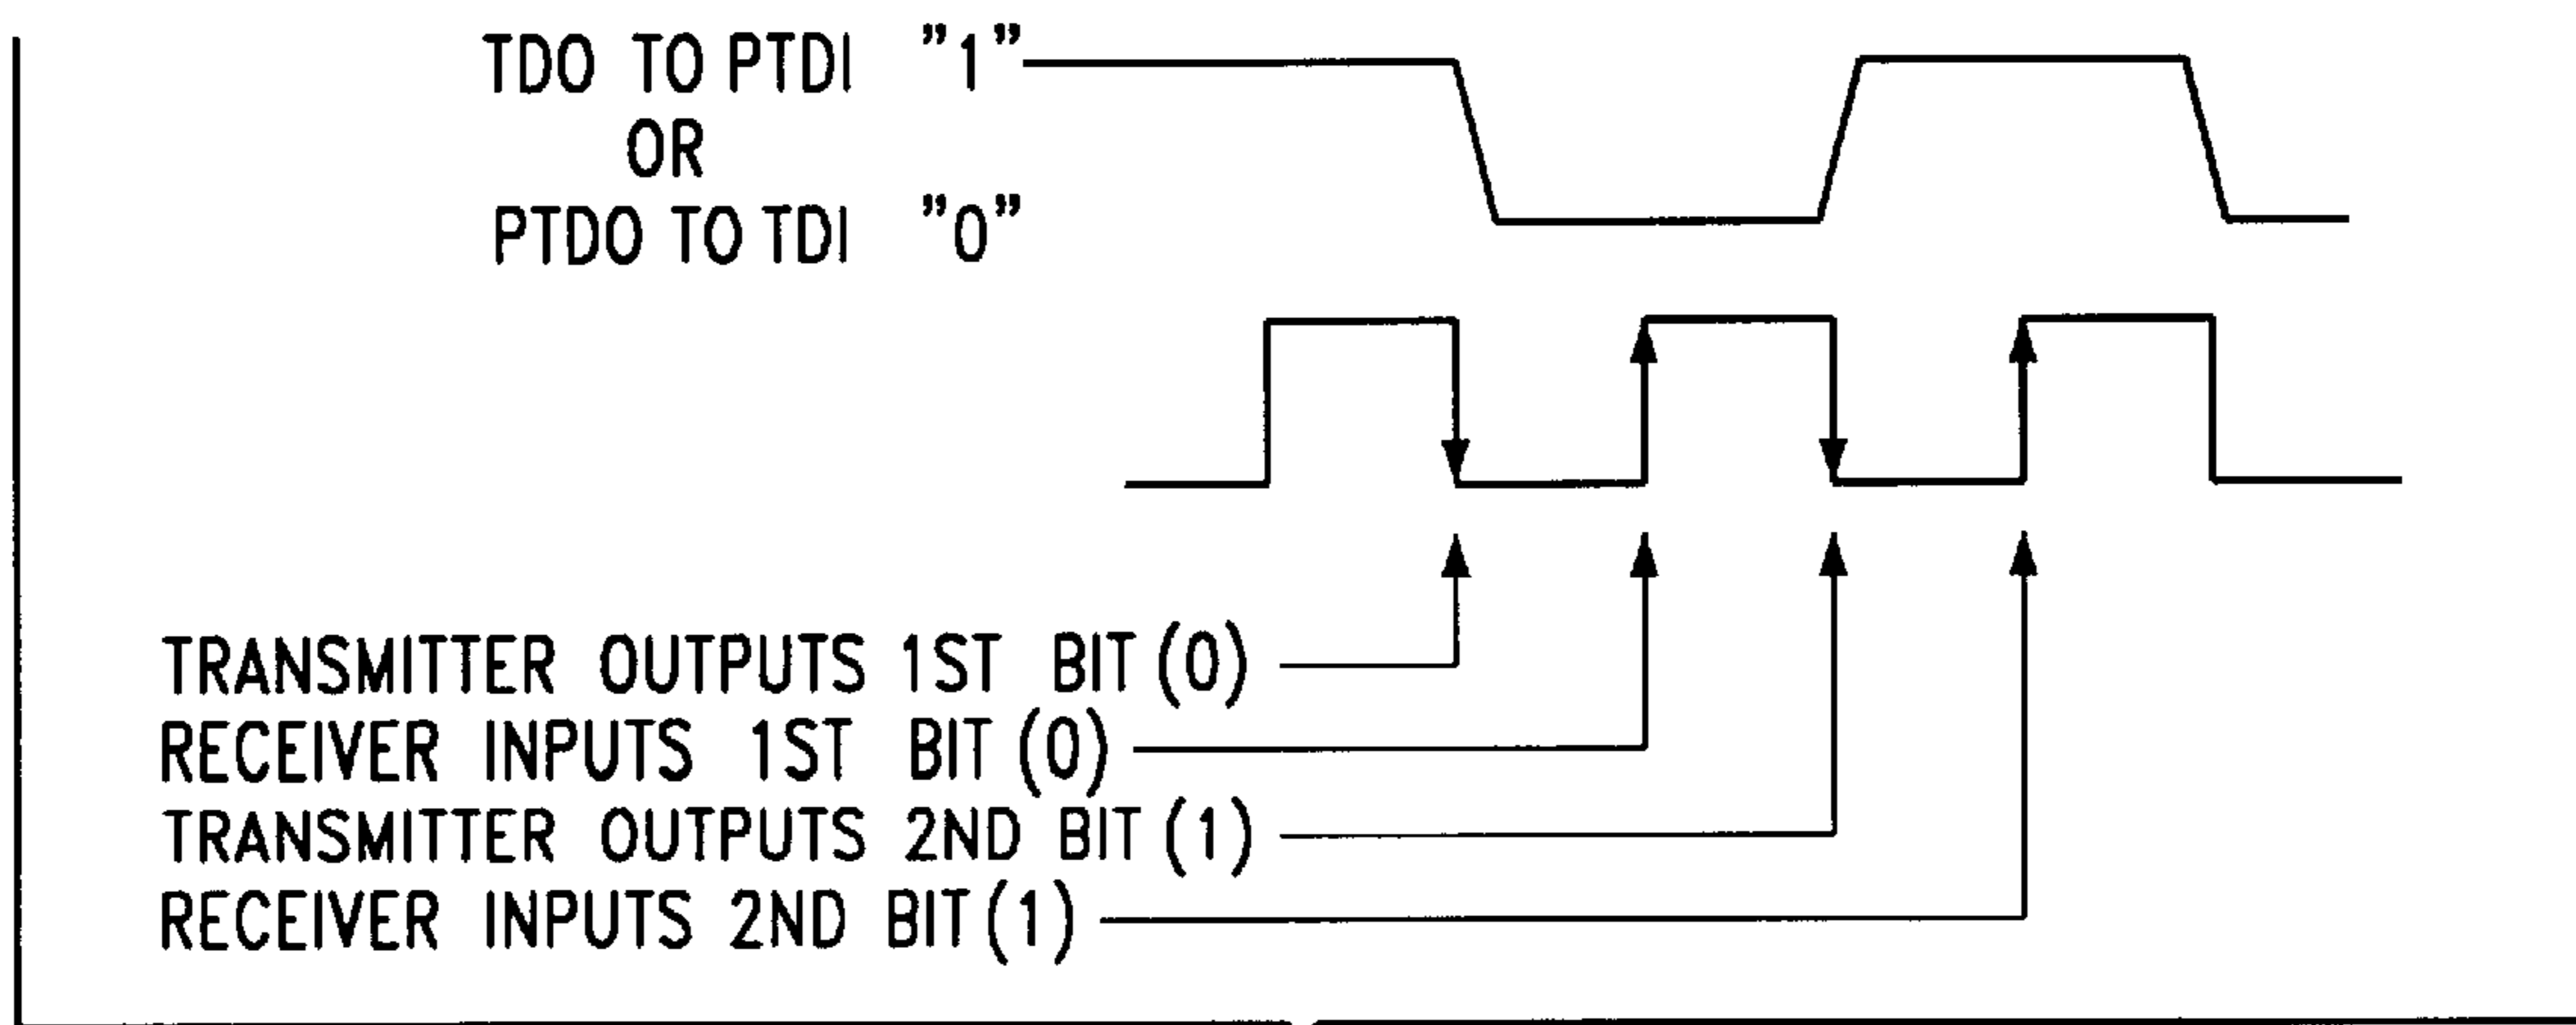 TDO TO PTDI "1"
OR
PTDO TO TDI "0"
TRANSMITTER OUTPUTS 1ST BIT (0)
RECEIVER INPUTS 1ST BIT (0)
TRANSMITTER OUTPUTS 2ND BIT (1)
RECEIVER INPUTS 2ND BIT (1)